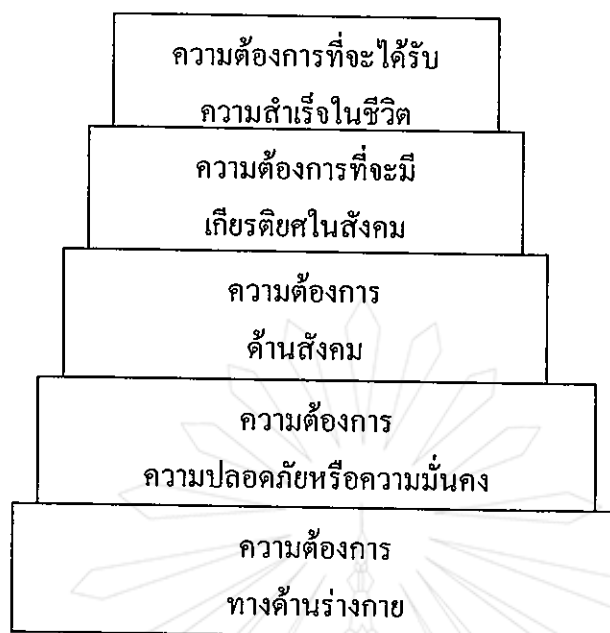 ความต้องการที่จะได้รับ
ความสำเร็จในชีวิต
ความต้องการที่จะมี
เกียรติยศในสังคม
ความต้องการ
ด้านสังคม
ความต้องการ
ความปลอดภัยหรือความมั่นคง
ความต้องการ
ทางด้านร่างกาย